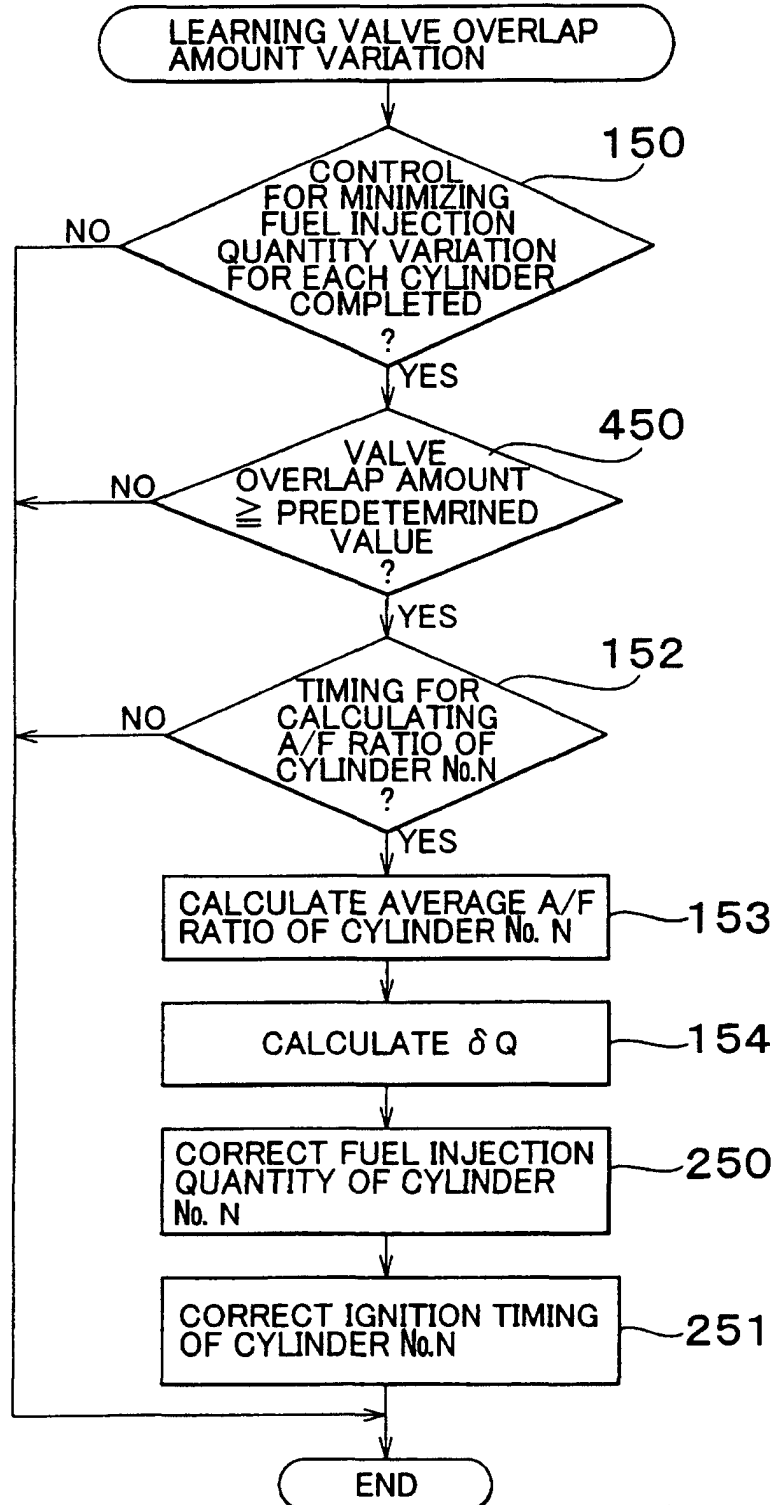 LEARNING VALVE OVERLAP
AMOUNT VARIATION
150
CONTROL
FOR MINIMIZING
FUEL INJECTION
QUANTITY VARIATION
FOR EACH CYLINDER
COMPLETED
?
NO
YES
450
VALVE
OVERLAP AMOUNT
≧ PREDETEMRINED
VALUE
?
NO
YES
152
TIMING FOR
CALCULATING
A/F RATIO OF
CYLINDER No.N
?
NO
YES
CALCULATE AVERAGE A/F
RATIO OF CYLINDER No. N
153
CALCULATE δ Q
154
CORRECT FUEL INJECTION
QUANTITY OF CYLINDER
No. N
250
CORRECT IGNITION TIMING
OF CYLINDER No.N
251
END